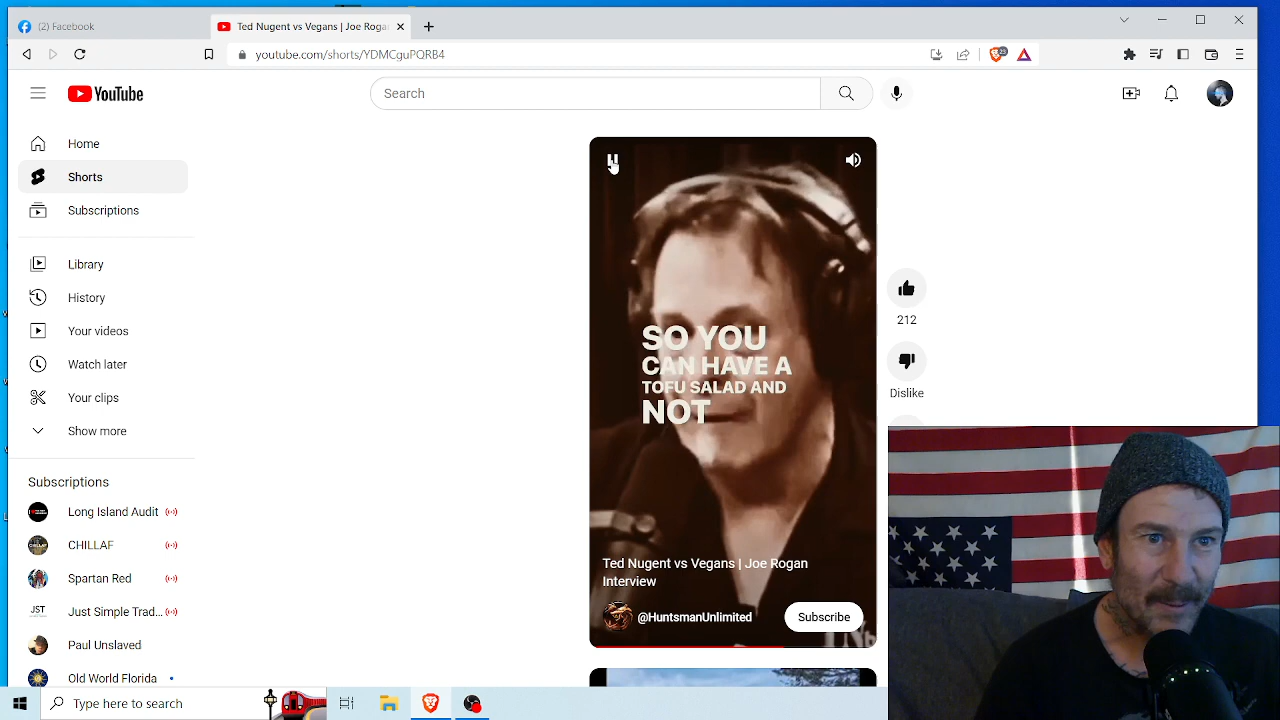 (2) Facebook
Ted Nugent vs Vegans | Joe Rogan
youtube.com/shorts/YDMCguPQRB4
YouTube
Search
Home
Shorts
Subscriptions
Library
History
Your videos
Watch later
Your clips
Show more
Subscriptions
Long Island Audit
CHILLAF
Spartan Red
JST
Just Simple Trad...
Paul Unslaved
Old World Florida
SO YOU
CAN HAVE A
TOFU SALAD AND
NOT
Ted Nugent vs Vegans | Joe Rogan
Interview
@HuntsmanUnlimited
Subscribe
212
Dislike
Type here to search